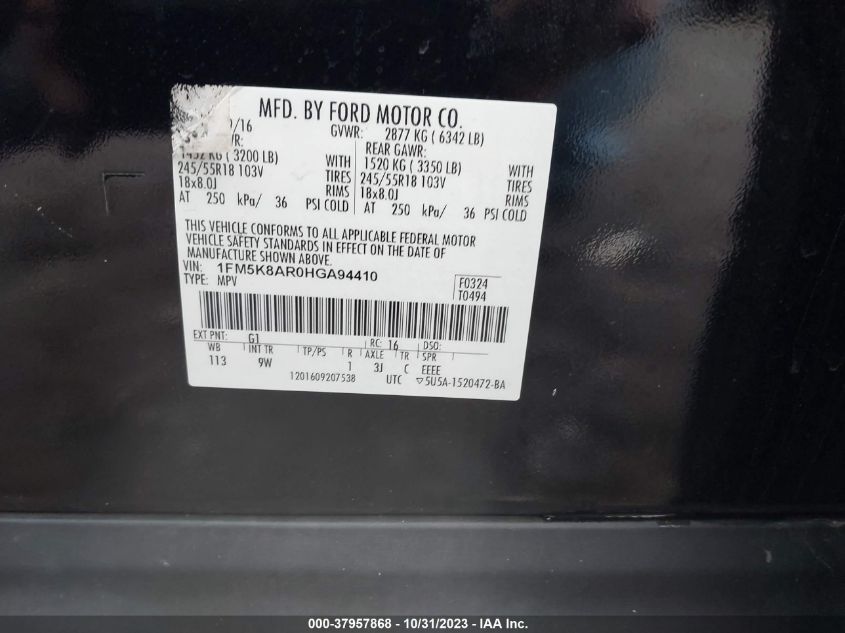 MFD. BY FORD MOTOR CO.
/16 GVWR: 2877 KG ( 6342 LB)
WR: REAR GAWR:
1452 KG ( 3200 LB) WITH 1520 KG ( 3350 LB) WITH
245/55R18 103V TIRES 245/55R18 103V TIRES
18x8.0J RIMS 18x8.0J RIMS
AT 250 kPa/ 36 PSI COLD AT 250 kPa/ 36 PSI COLD
THIS VEHICLE CONFORMS TO ALL APPLICABLE FEDERAL MOTOR
VEHICLE SAFETY STANDARDS IN EFFECT ON THE DATE OF
MANUFACTURE SHOWN ABOVE.
VIN: 1FM5K8AR0HGA94410 F0324
TYPE: MPV T0494
EXT PNT: G1 RC: 16 DSO:
WB INT TR TP/PS R AXLE TR SPR
113 9W 1 3J C EEEE
1201609207538 UTC ▽5U5A-1520472-BA
000-37957868 - 10/31/2023 - IAA Inc.